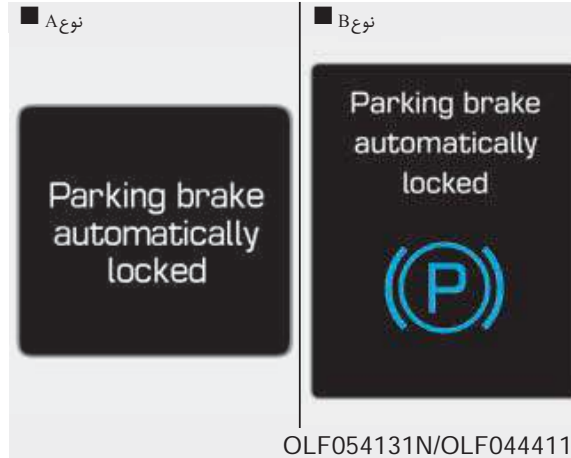 ■ نوعA
Parking brake
automatically
locked
■ نوعB
Parking brake
automatically
locked
P
OLF054131N/OLF044411